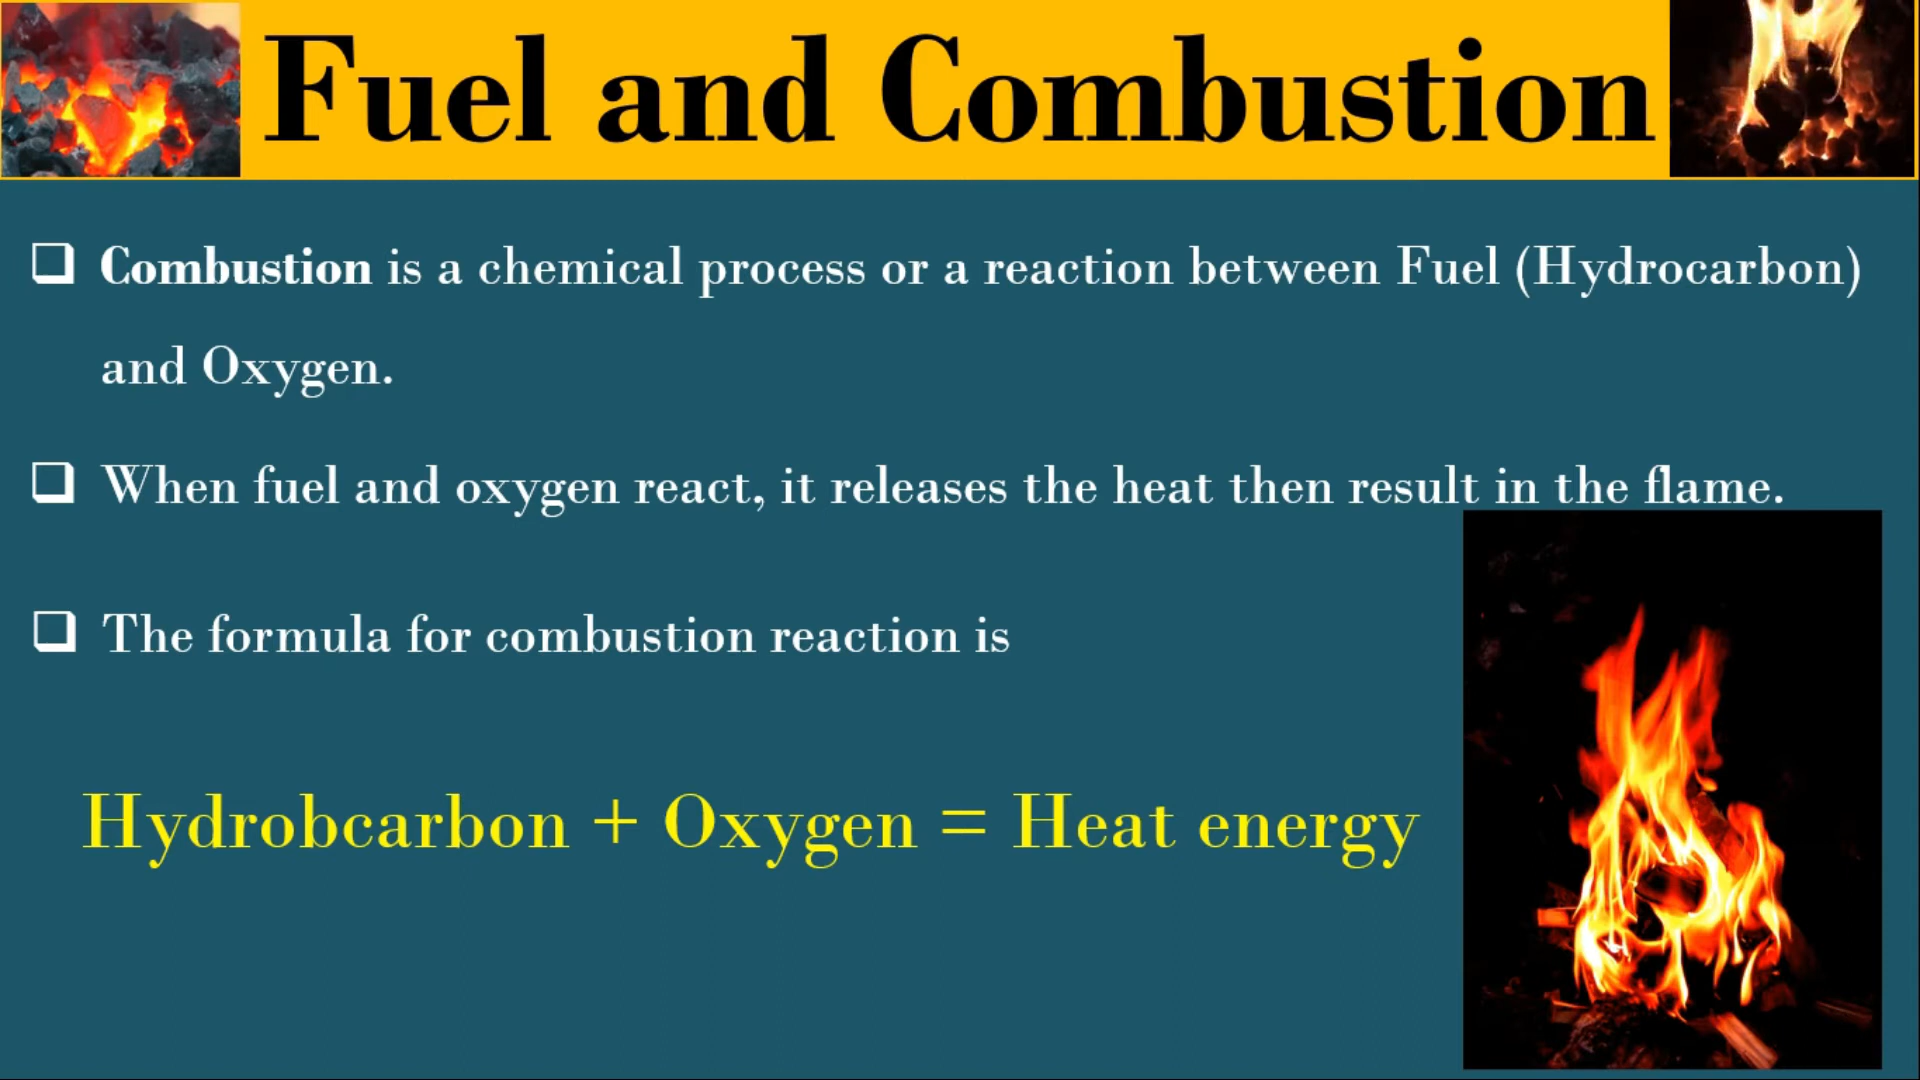 Fuel and Combustion
Combustion is a chemical process or a reaction between Fuel (Hydrocarbon)
and Oxygen.
When fuel and oxygen react, it releases the heat then result in the flame.
The formula for combustion reaction is
Hydrobcarbon + Oxygen = Heat energy